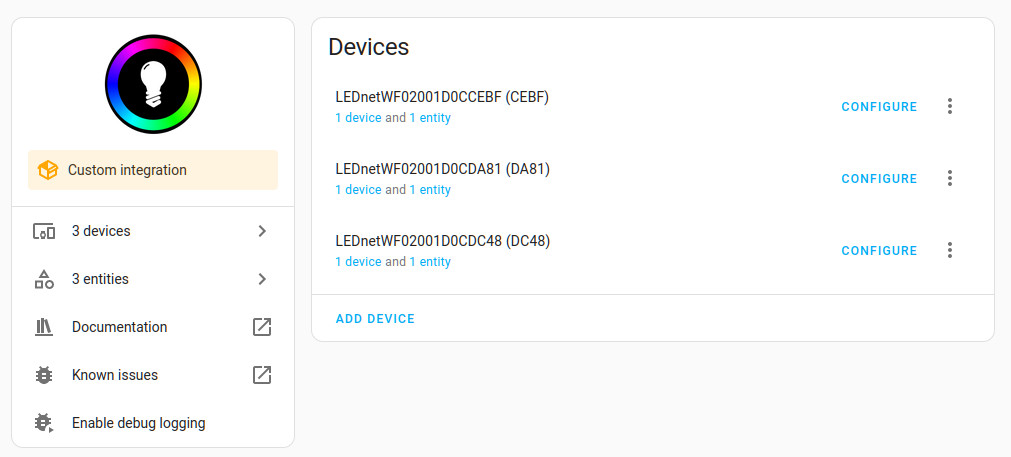 Custom integration
3 devices
3 entities
Documentation
Known issues
Enable debug logging
Devices
LEDnetWF02001D0CCEBF (CEBF)
1 device and 1 entity
CONFIGURE
LEDnetWF02001D0CDA81 (DA81)
1 device and 1 entity
CONFIGURE
LEDnetWF02001D0CDC48 (DC48)
1 device and 1 entity
CONFIGURE
ADD DEVICE